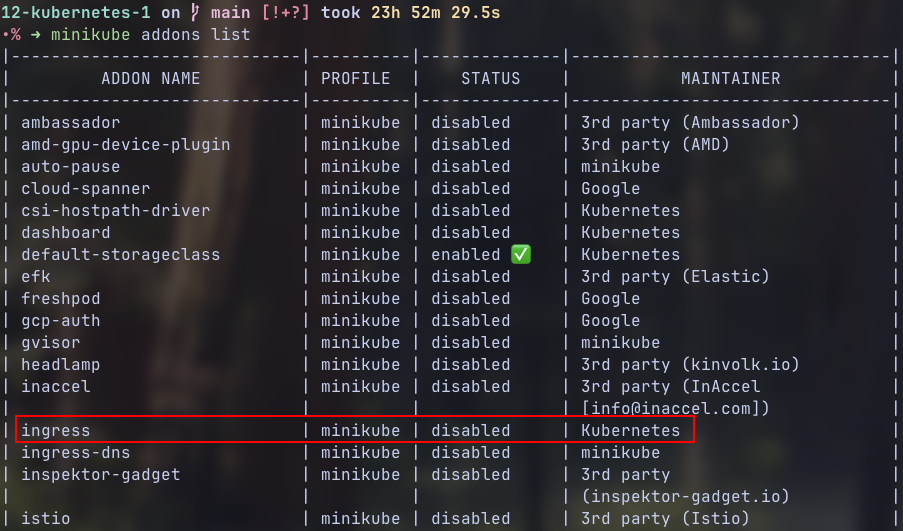 12-kubernetes-1 on main [!+?] took 23h 52m 29.5s
•% → minikube addons list
|-----------------------------|----------|--------------|--------------------------------|
| ADDON NAME | PROFILE | STATUS | MAINTAINER |
|-----------------------------|----------|--------------|--------------------------------|
| ambassador | minikube | disabled | 3rd party (Ambassador) |
| amd-gpu-device-plugin | minikube | disabled | 3rd party (AMD) |
| auto-pause | minikube | disabled | minikube |
| cloud-spanner | minikube | disabled | Google |
| csi-hostpath-driver | minikube | disabled | Kubernetes |
| dashboard | minikube | disabled | Kubernetes |
| default-storageclass | minikube | enabled ✅ | Kubernetes |
| efk | minikube | disabled | 3rd party (Elastic) |
| freshpod | minikube | disabled | Google |
| gcp-auth | minikube | disabled | Google |
| gvisor | minikube | disabled | minikube |
| headlamp | minikube | disabled | 3rd party (kinvolk.io) |
| inaccel | minikube | disabled | 3rd party (InAccel |
| | | | [info@inaccel.com]) |
| ingress | minikube | disabled | Kubernetes |
| ingress-dns | minikube | disabled | minikube |
| inspektor-gadget | minikube | disabled | 3rd party |
| | | | (inspektor-gadget.io) |
| istio | minikube | disabled | 3rd party (Istio) |